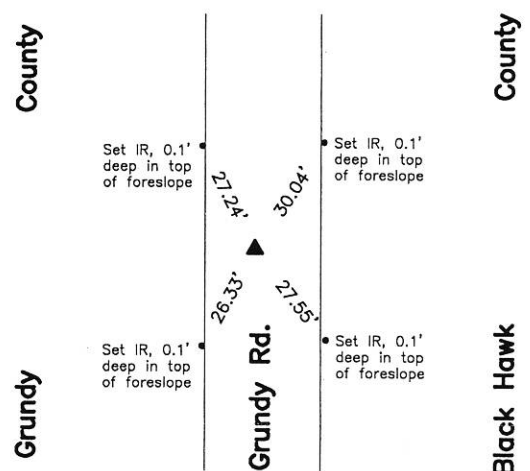 County
County
Set IR, 0.1'
deep in top
of foreslope
Set IR, 0.1'
deep in top
of foreslope
27.24'
30.04'
26.33'
27.55'
Set IR, 0.1'
deep in top
of foreslope
Set IR, 0.1'
deep in top
of foreslope
Grundy
Grundy Rd.
Black Hawk